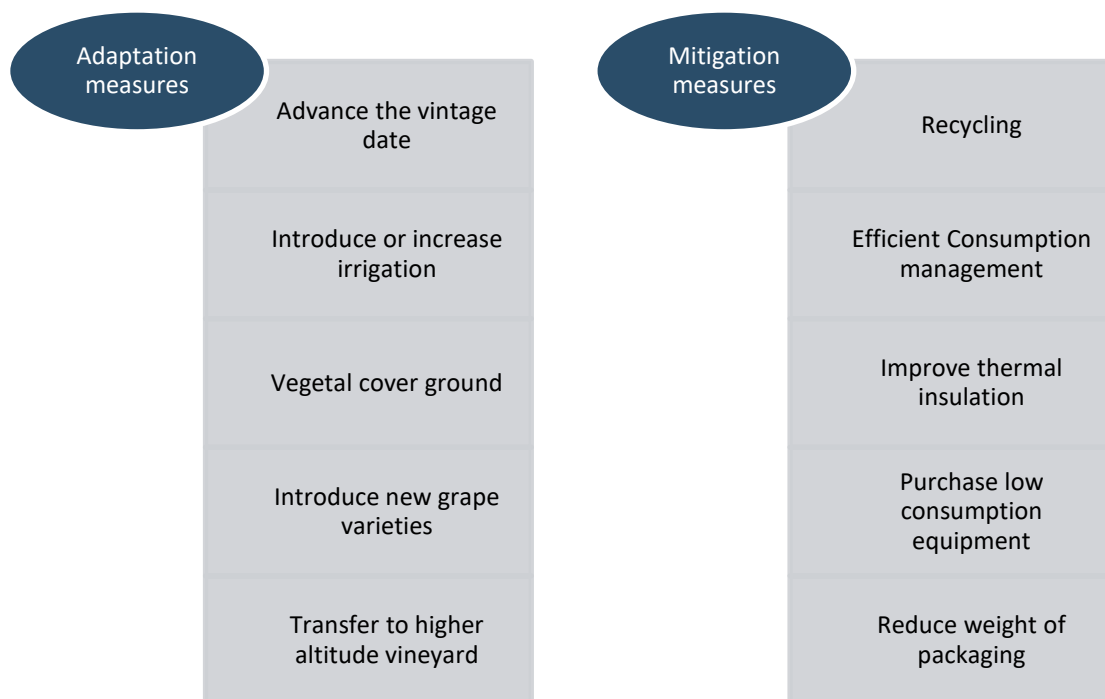 Adaptation
measures
Advance the vintage
date
Introduce or increase
irrigation
Vegetal cover ground
Introduce new grape
varieties
Transfer to higher
altitude vineyard
Mitigation
measures
Recycling
Efficient Consumption
management
Improve thermal
insulation
Purchase low
consumption
equipment
Reduce weight of
packaging